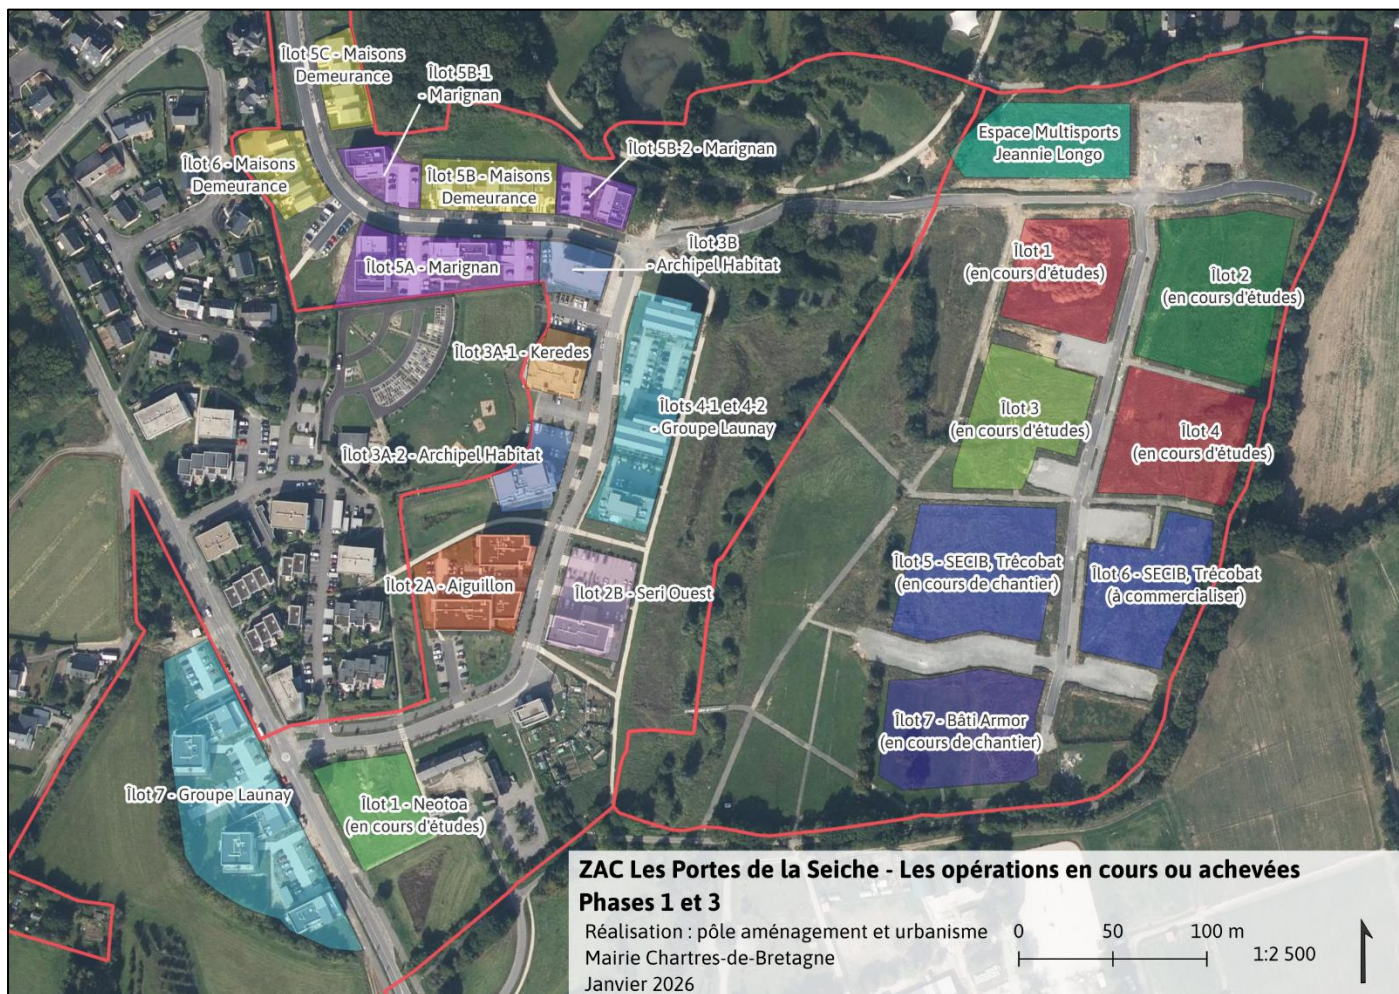 Îlot 5C - Maisons
Demeurance
Îlot 5B-1
- Marignan
Îlot 6 - Maisons
Demeurance
Îlot 5B - Maisons
Demeurance
Îlot 5B-2 - Marignan
Îlot 5A - Marignan
Îlot 3B
- Archipel Habitat
Îlot 3A-1 - Keredes
Îlots 4-1 et 4-2
- Groupe Launay
Îlot 3A-2 - Archipel Habitat
Îlot 2A - Aiguillon
Îlot 2B - Seri Ouest
Îlot 7 - Groupe Launay
Îlot 1 - Neotoa
(en cours d'études)
Espace Multisports
Jeannie Longo
Îlot 1
(en cours d'études)
Îlot 2
(en cours d'études)
Îlot 3
(en cours d'études)
Îlot 4
(en cours d'études)
Îlot 5 - SECIB, Trécobat
(en cours de chantier)
Îlot 6 - SECIB, Trécobat
(à commercialiser)
Îlot 7 - Bâti Armor
(en cours de chantier)
ZAC Les Portes de la Seiche - Les opérations en cours ou achevées
Phases 1 et 3
Réalisation : pôle aménagement et urbanisme
Mairie Chartres-de-Bretagne
Janvier 2026
0 50 100 m
1:2 500